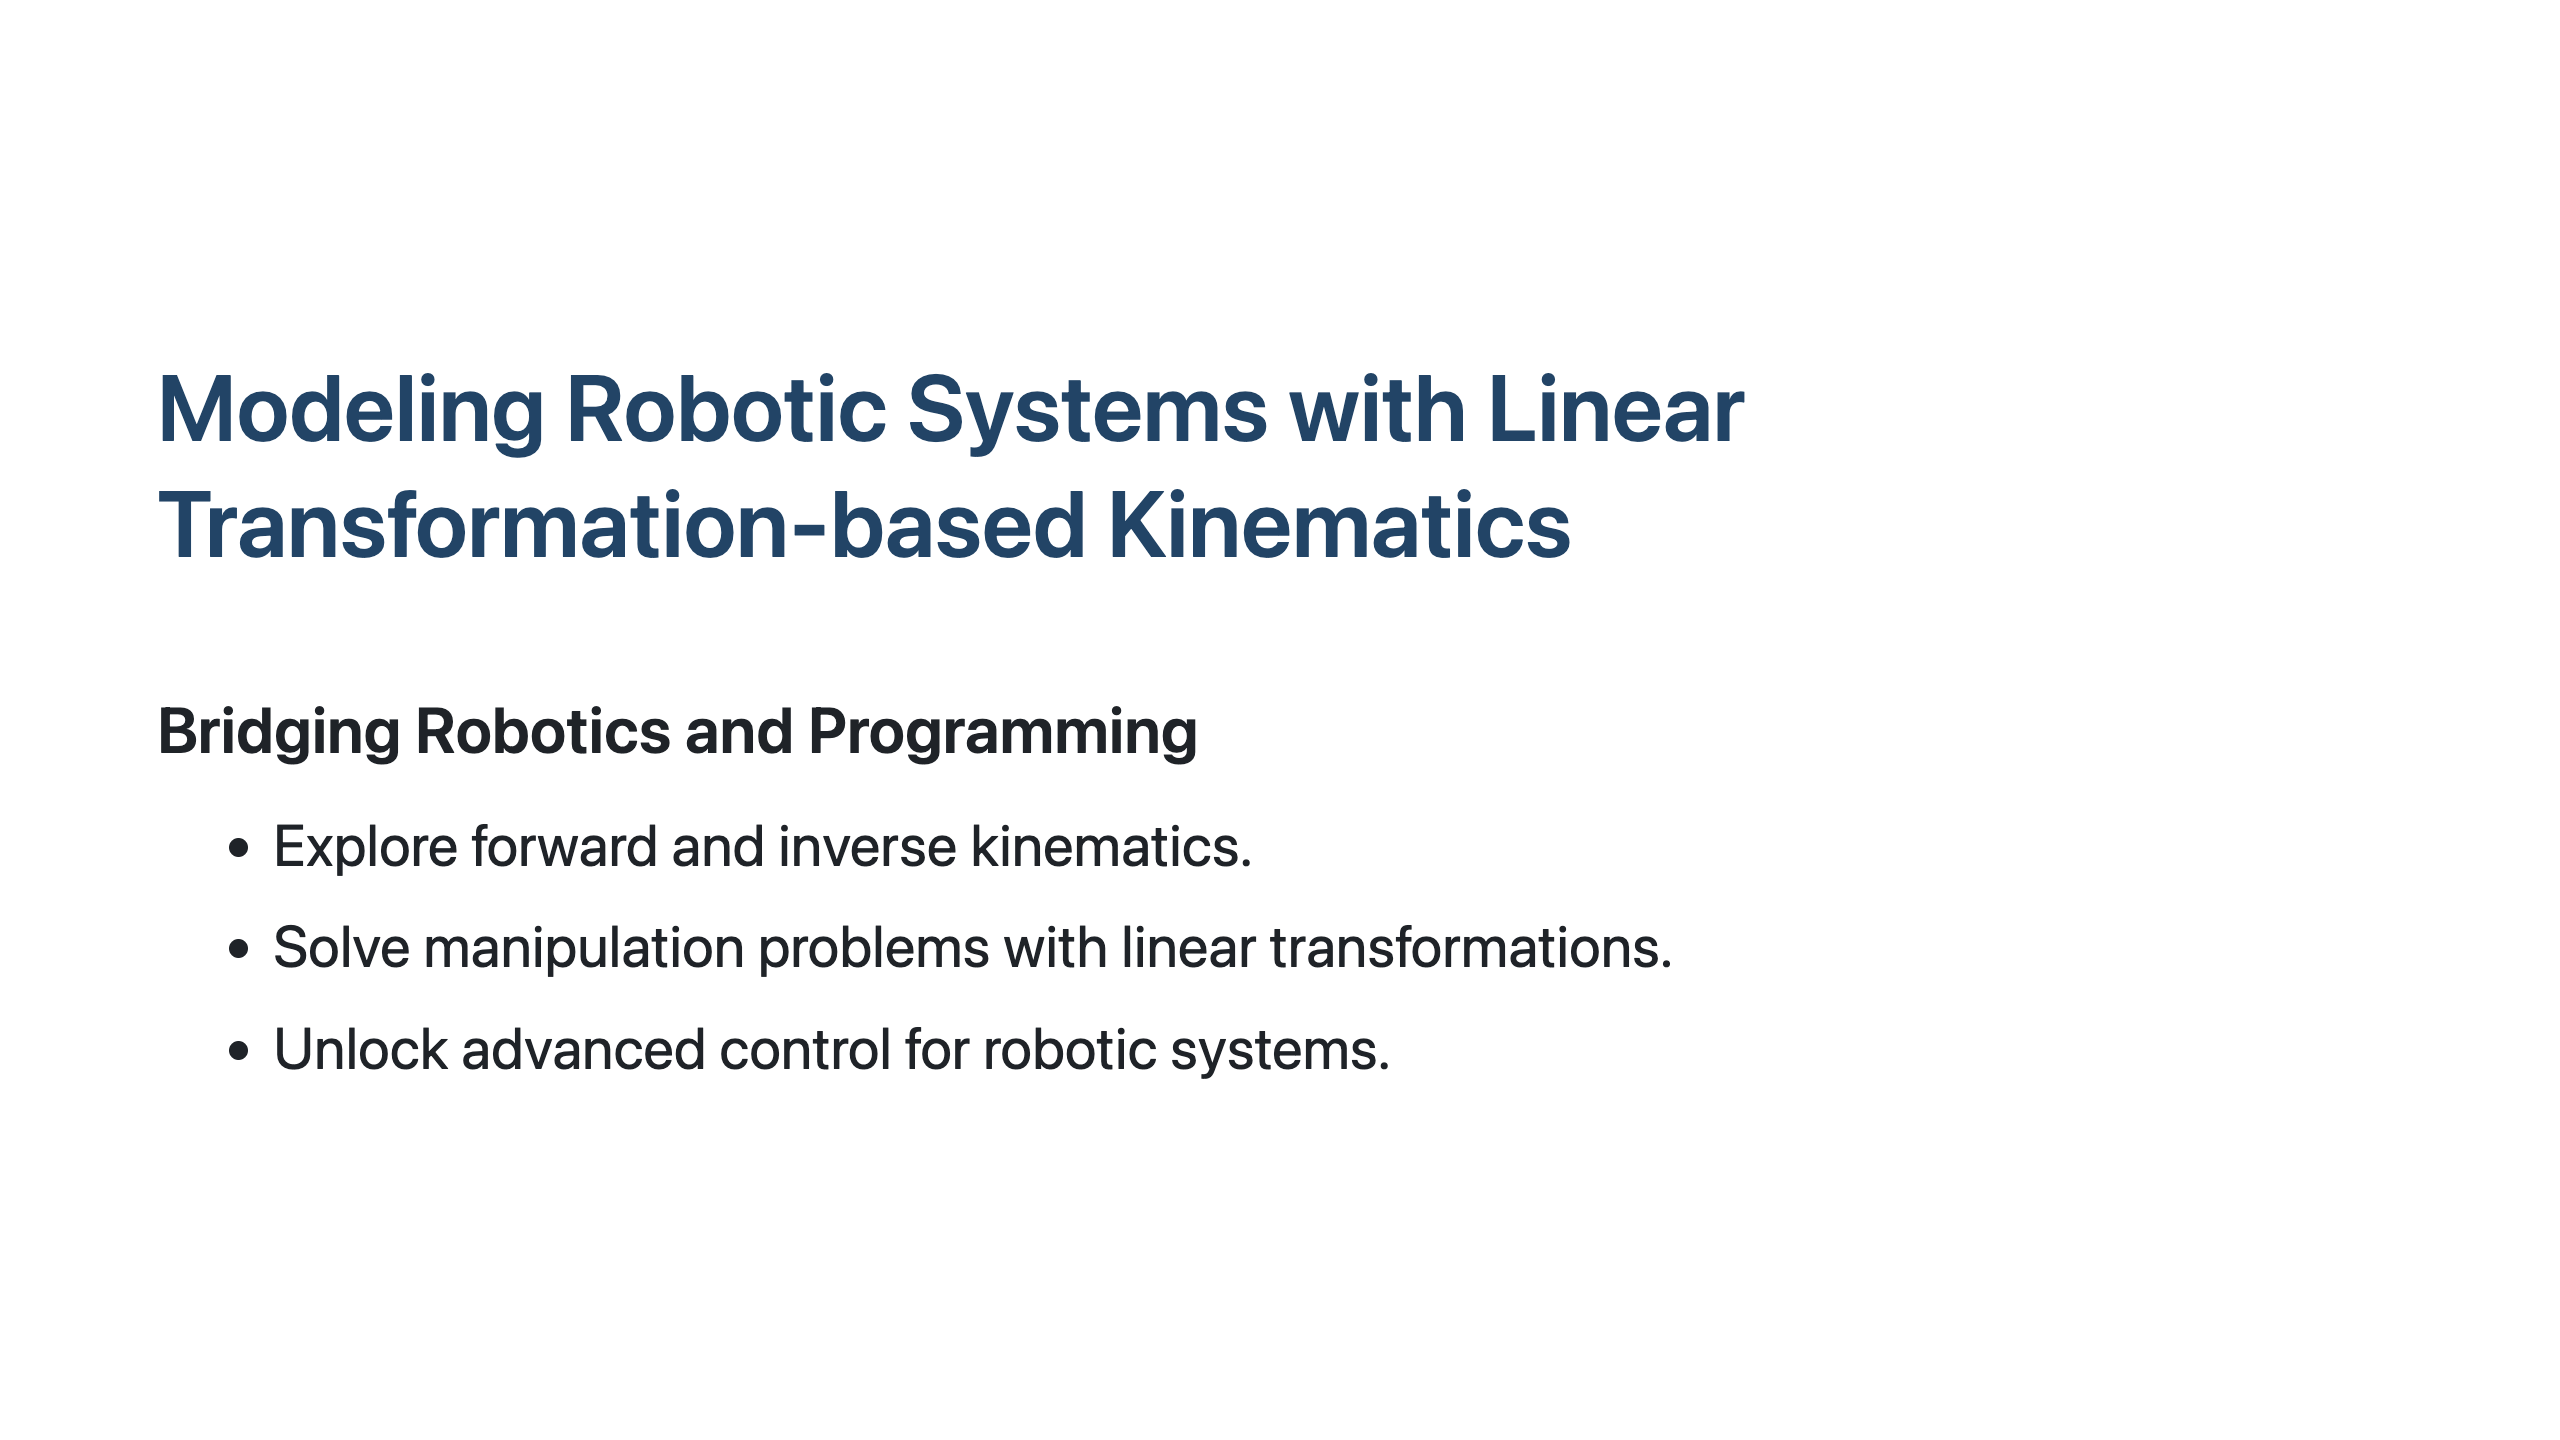 Modeling Robotic Systems with Linear
Transformation-based Kinematics
Bridging Robotics and Programming
• Explore forward and inverse kinematics.
• Solve manipulation problems with linear transformations.
• Unlock advanced control for robotic systems.